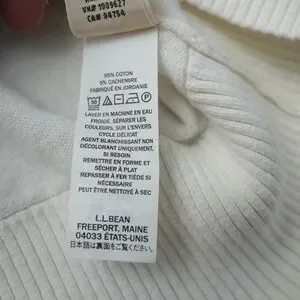 VN# 1009627
CA# 04754
95% COTON
5% CACHEMIRE
FABRIQUÉ EN JORDANIE
30
LAVER EN MACHINE EN EAU
FROIDE, SÉPARER LES
COULEURS, SUR L'ENVERS
CYCLE DÉLICAT
AGENT BLANCHISSANT NON
DÉCOLORANT UNIQUEMENT,
SI BESOIN
REMETTRE EN FORME ET
SÉCHER À PLAT
REPASSER À FER TIÈDE SI
NÉCESSAIRE
PEUT ÊTRE NETTOYÉ À SEC
L.L.BEAN
FREEPORT, MAINE
04033 ÉTATS-UNIS
日本語は裏面をご覧ください。